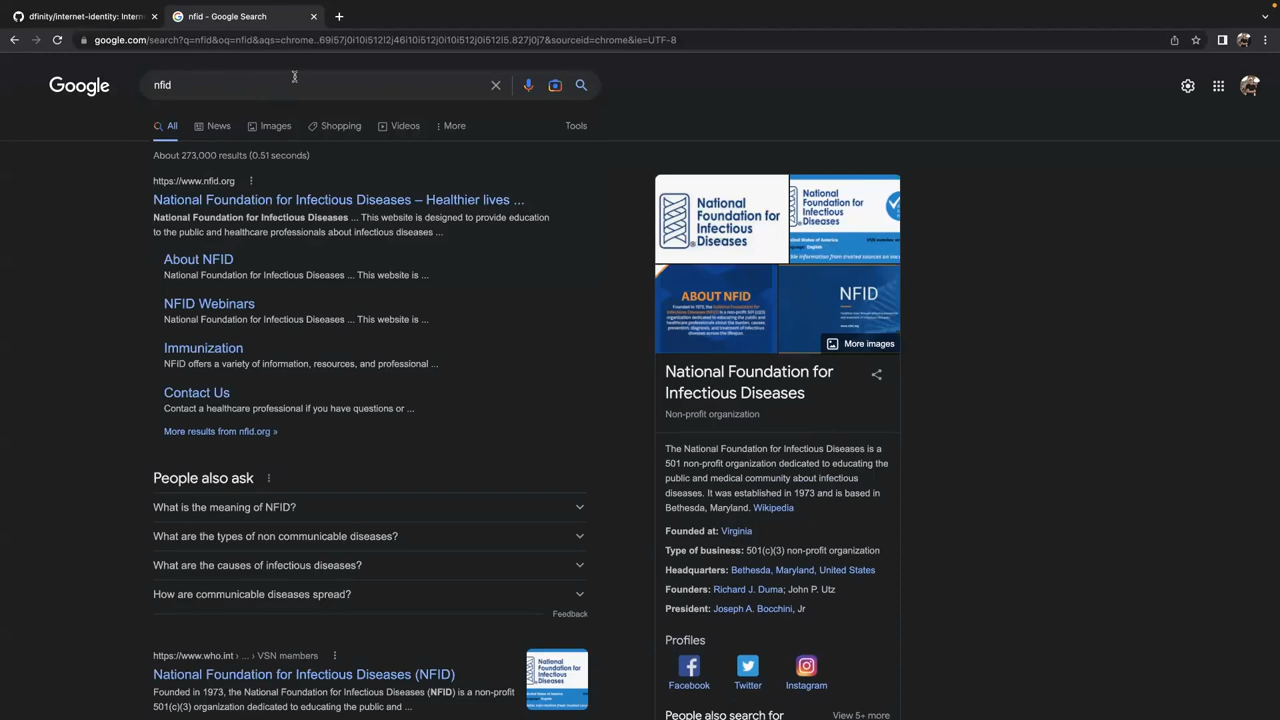 dfinity/internet-identity: Intern
nfid - Google Search
google.com/search?q=nfid&oq=nfid&aqs=chrome..69i57j0i10i512l2j46i10i512j0i10i512j0i10i512l5.827j0j7&sourceid=chrome&ie=UTF-8
Google
nfid
All
News
Images
Shopping
Videos
More
Tools
About 273,000 results (0.51 seconds)
https://www.nfid.org
National Foundation for Infectious Diseases – Healthier lives ...
National Foundation for Infectious Diseases ... This website is designed to provide education
to the public and healthcare professionals about infectious diseases ...
About NFID
National Foundation for Infectious Diseases ... This website is ...
NFID Webinars
National Foundation for Infectious Diseases ... This website is ...
Immunization
NFID offers a variety of information, resources, and professional ...
Contact Us
Contact a healthcare professional if you have questions or ...
More results from nfid.org »
People also ask
What is the meaning of NFID?
What are the types of non communicable diseases?
What are the causes of infectious diseases?
How are communicable diseases spread?
Feedback
https://www.who.int › ... › VSN members
National Foundation for Infectious Diseases (NFID)
Founded in 1973, the National Foundation for Infectious Diseases (NFID) is a non-profit
501(c)(3) organization dedicated to educating the public and ...
National
Foundation for
Infectious
Diseases
National
Foundation for
Infectious
Diseases
United States of America
English
ABOUT NFID
NFID
More images
National Foundation for
Infectious Diseases
Non-profit organization
The National Foundation for Infectious Diseases is a
501 non-profit organization dedicated to educating the
public and medical community about infectious
diseases. It was established in 1973 and is based in
Bethesda, Maryland. Wikipedia
Founded at: Virginia
Type of business: 501(c)(3) non-profit organization
Headquarters: Bethesda, Maryland, United States
Founders: Richard J. Duma; John P. Utz
President: Joseph A. Bocchini, Jr
Profiles
Facebook
Twitter
Instagram
People also search for
View 5+ more
National
Foundation for
Infectious
Diseases